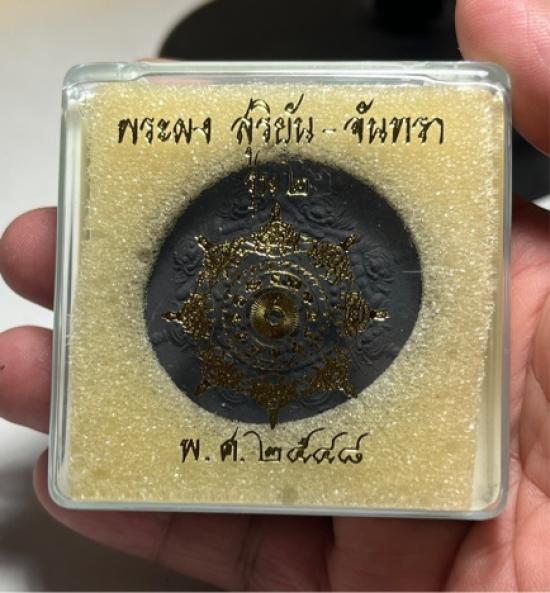 พระผง สุริยัน - จันทรา
รุ่น ๒
พ.ศ. ๒๕๔๘